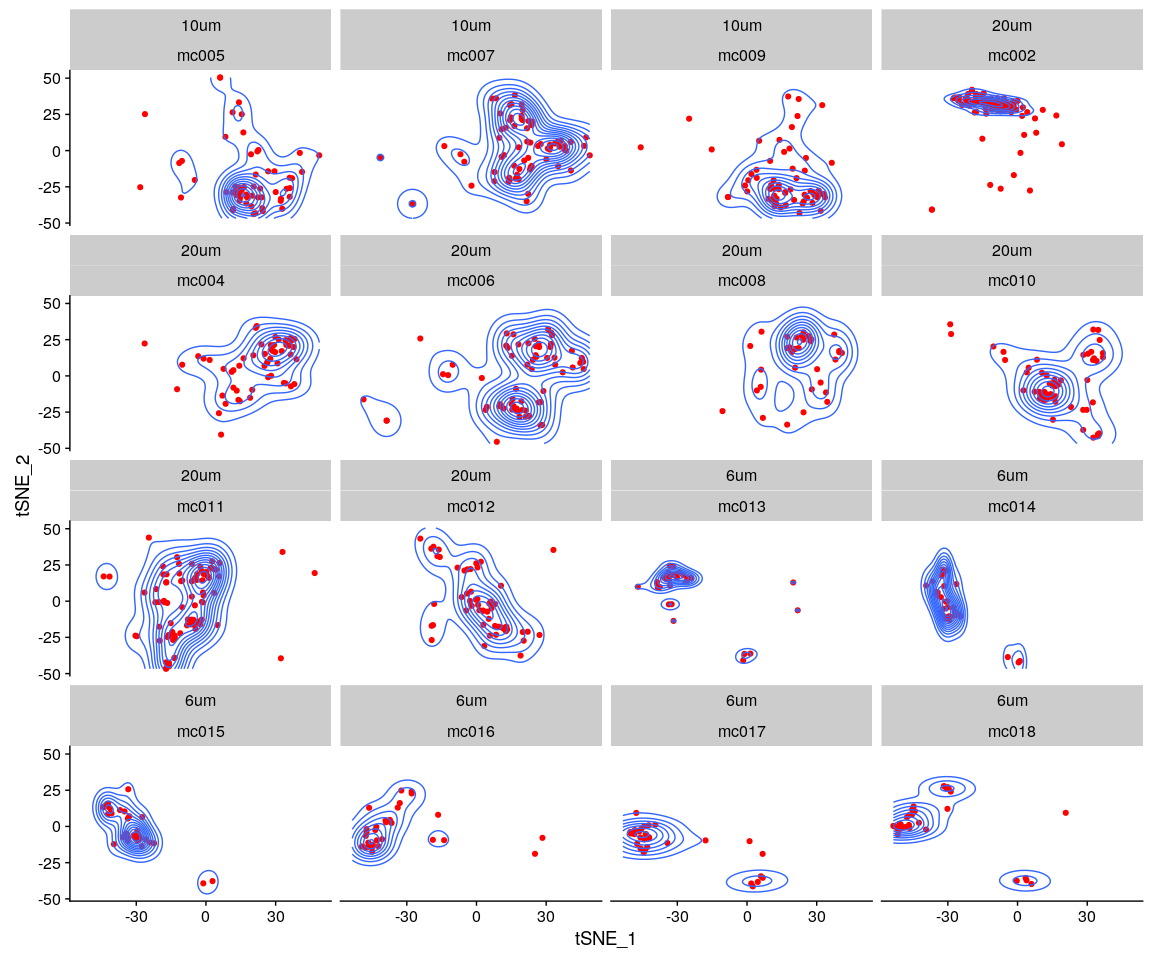 10um 10um 10um 20um
mc005 mc007 mc009 mc002
50
25
0
-25
-50
20um 20um 20um 20um
mc004 mc006 mc008 mc010
50
25
0
-25
-50
20um 20um 6um 6um
mc011 mc012 mc013 mc014
50
25
0
-25
-50
6um 6um 6um 6um
mc015 mc016 mc017 mc018
50
25
0
-25
-50
-30 0 30 -30 0 30 -30 0 30 -30 0 30
tSNE_1
tSNE_2